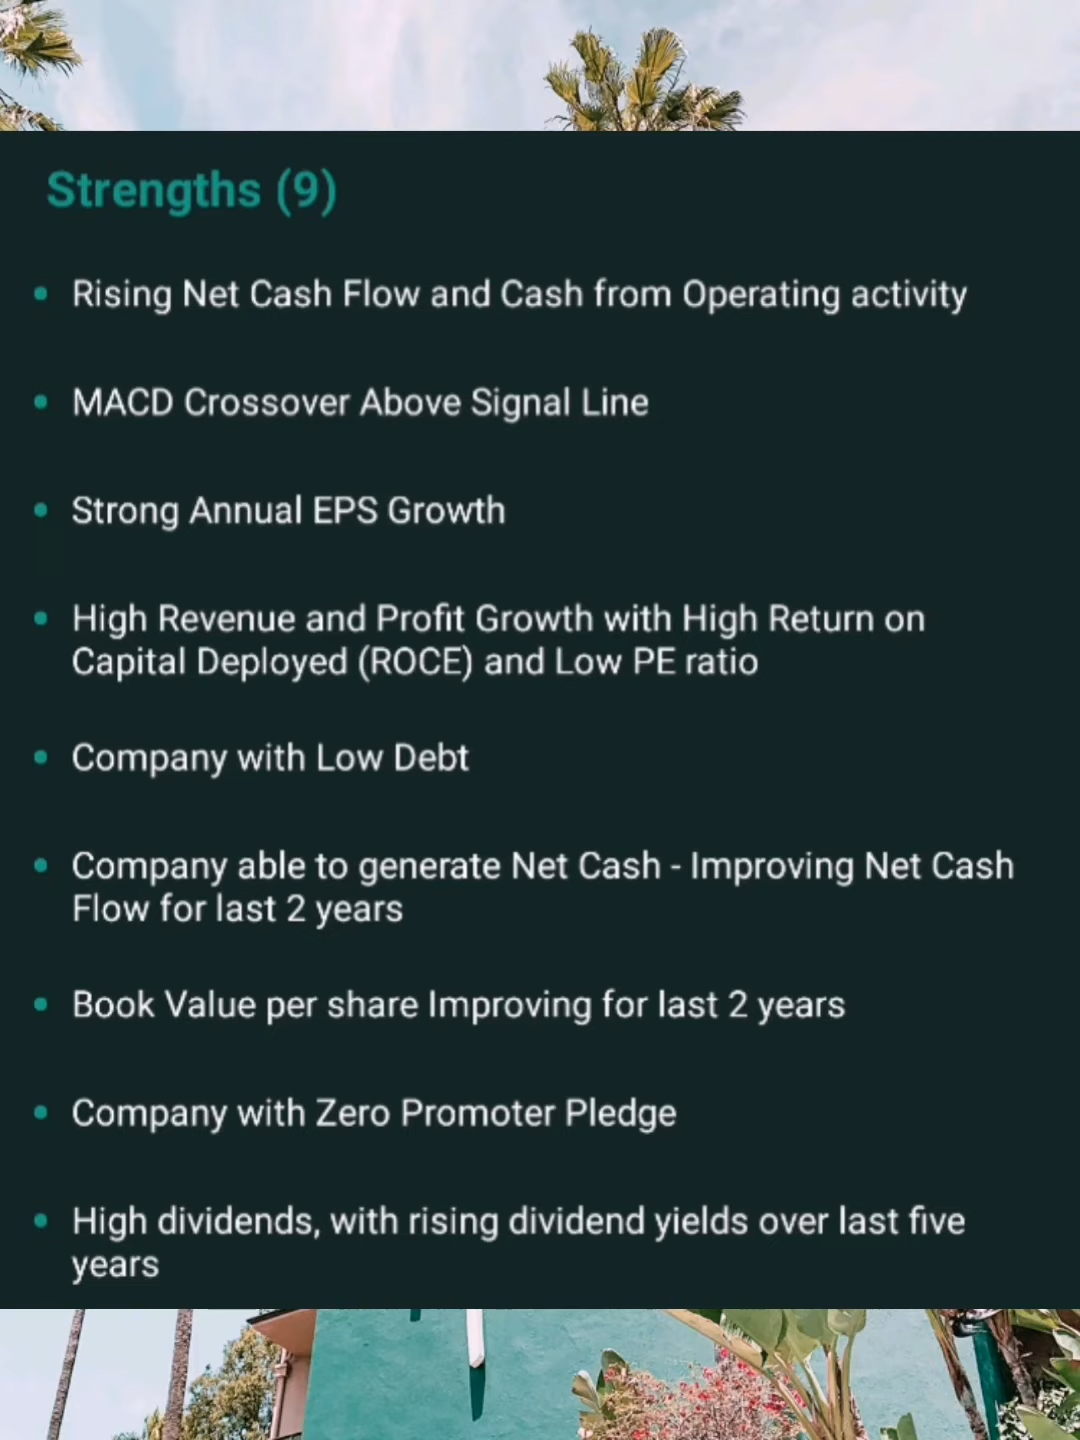 Strengths (9)
Rising Net Cash Flow and Cash from Operating activity
MACD Crossover Above Signal Line
Strong Annual EPS Growth
High Revenue and Profit Growth with High Return on
Capital Deployed (ROCE) and Low PE ratio
Company with Low Debt
Company able to generate Net Cash - Improving Net Cash
Flow for last 2 years
Book Value per share Improving for last 2 years
Company with Zero Promoter Pledge
High dividends, with rising dividend yields over last five
years